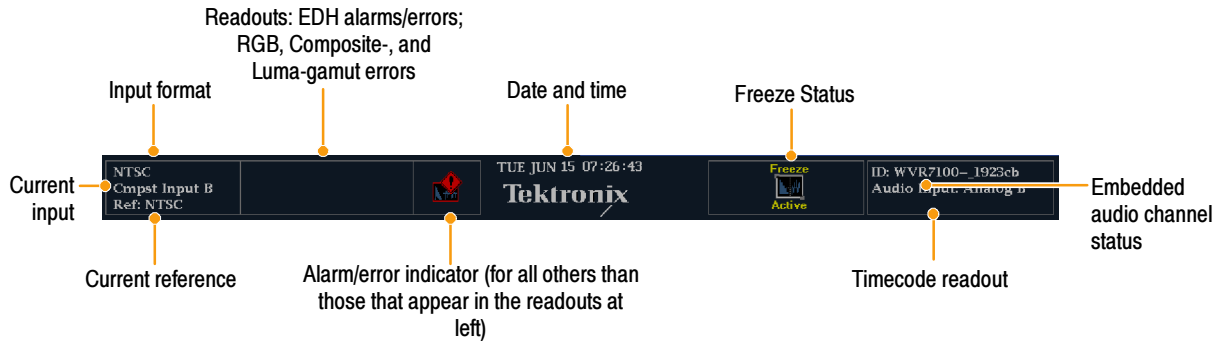 Readouts: EDH alarms/errors;
RGB, Composite-, and
Luma-gamut errors
Input format
Date and time
Freeze Status
NTSC
Cmpst Input B
Ref: NTSC
TUE JUN 15 07:26:43
Tektronix
Freeze
Active
ID: WVR7100-_1923cb
Audio Input: Analog B
Current
input
Embedded
audio channel
status
Current reference
Alarm/error indicator (for all others than
those that appear in the readouts at
left)
Timecode readout